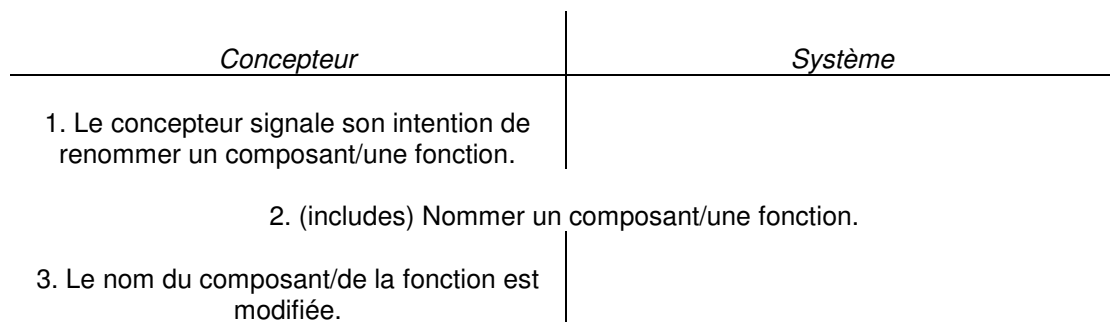 Concepteur Système
1. Le concepteur signale son intention de
renommer un composant/une fonction.
2. (includes) Nommer un composant/une fonction.
3. Le nom du composant/de la fonction est
modifiée.